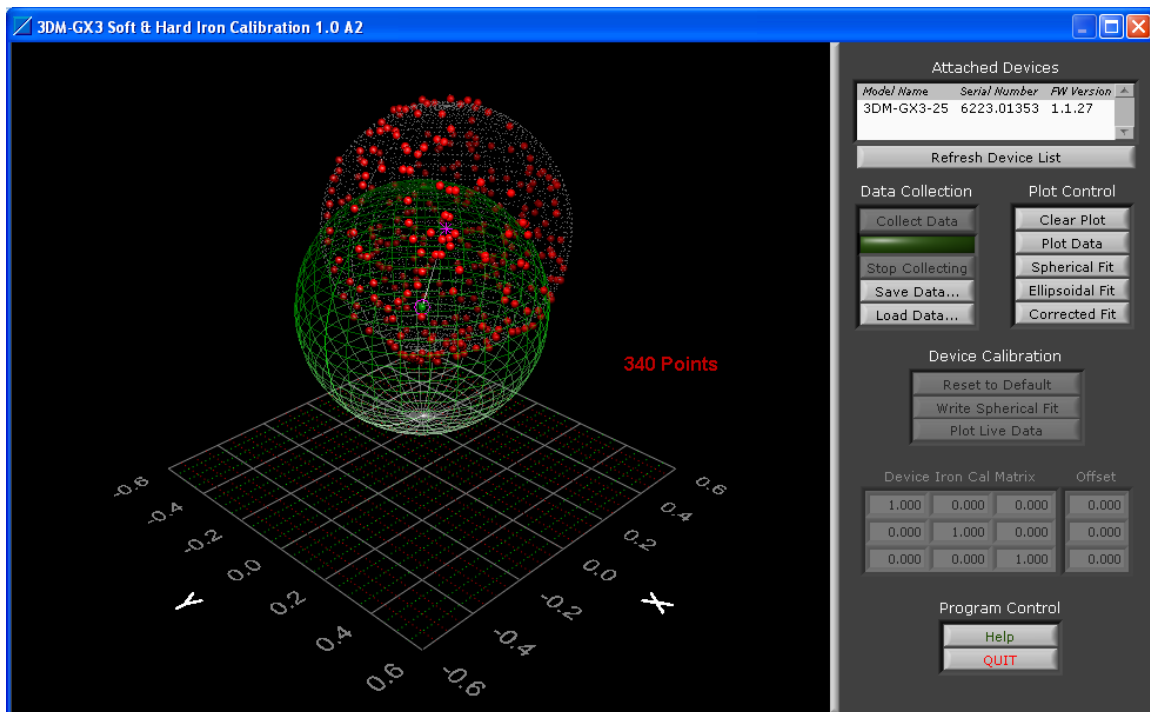 3DM-GX3 Soft & Hard Iron Calibration 1.0 A2
340 Points
-0.6
-0.4
-0.2
0.0
0.2
0.4
0.6
Y
0.6
0.4
0.2
0.0
-0.2
-0.4
-0.6
X
Attached Devices
Model Name Serial Number FW Version
3DM-GX3-25 6223.01353 1.1.27
Refresh Device List
Data Collection
Collect Data
Stop Collecting
Save Data...
Load Data...
Plot Control
Clear Plot
Plot Data
Spherical Fit
Ellipsoidal Fit
Corrected Fit
Device Calibration
Reset to Default
Write Spherical Fit
Plot Live Data
Device Iron Cal Matrix Offset
1.000 0.000 0.000 0.000
0.000 1.000 0.000 0.000
0.000 0.000 1.000 0.000
Program Control
Help
QUIT